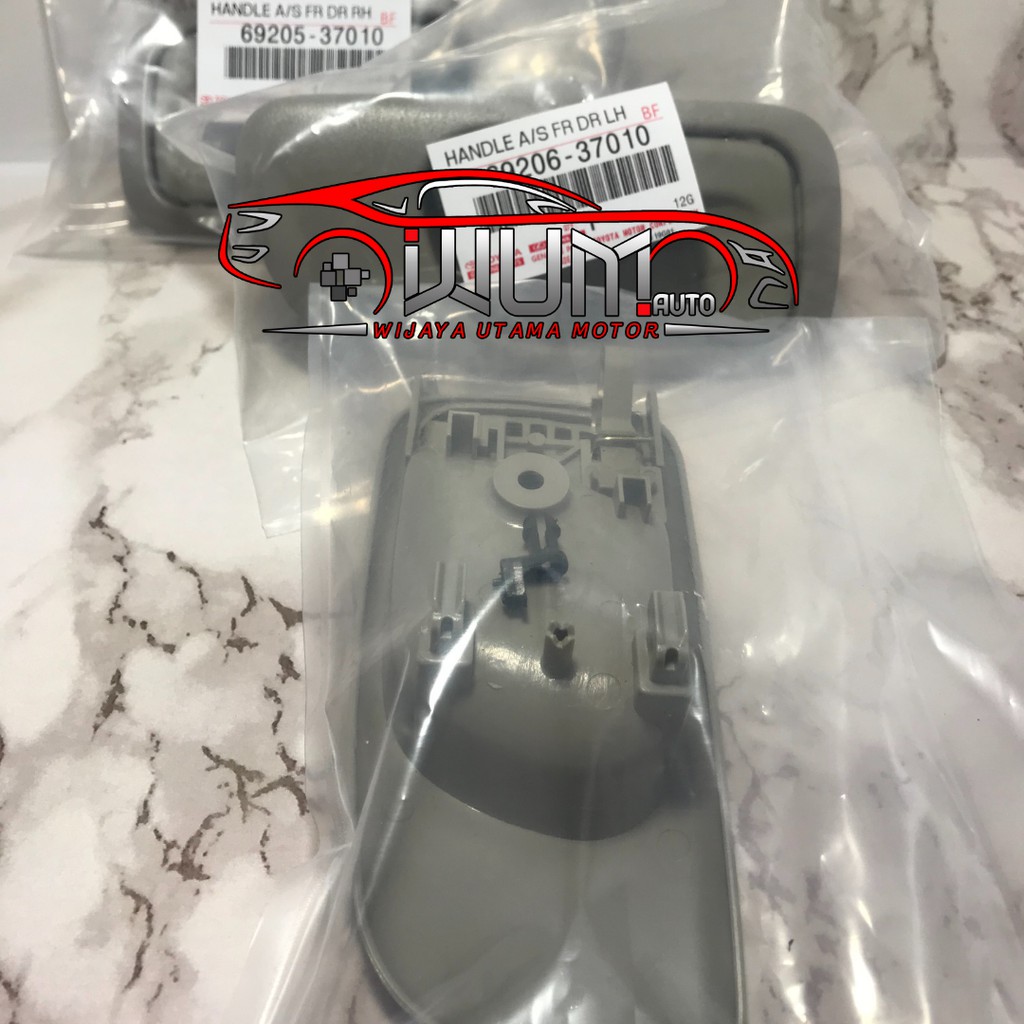 HANDLE A/S FR DR RH BF
69205-37010
HANDLE A/S FR DR LH BF
69206-37010
12G
WUM AUTO
WIJAYA UTAMA MOTOR